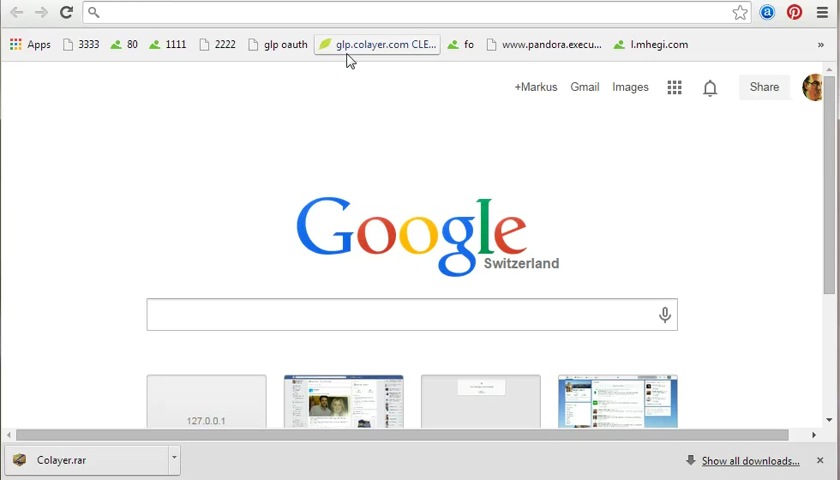 Apps 3333 80 1111 2222 glp oauth glp.colayer.com CLE... fo www.pandora.execu... l.mhegi.com »
+Markus Gmail Images Share
Google
Switzerland
127.0.0.1
Colayer.rar Show all downloads...